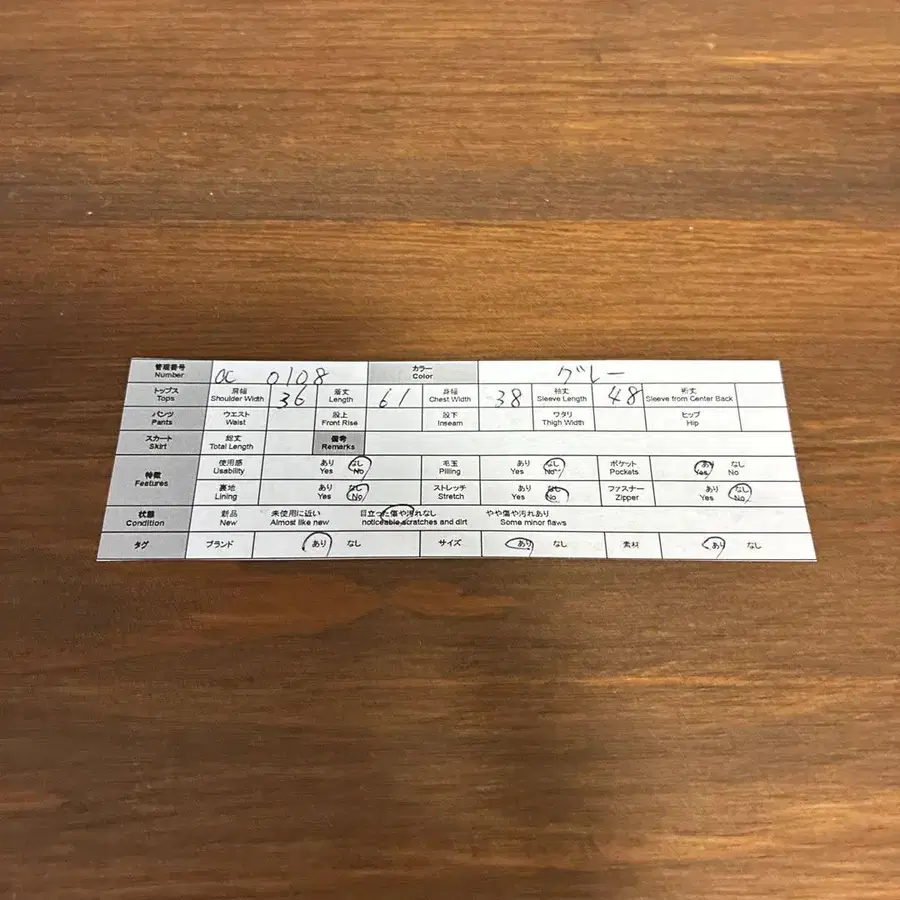 管理番号 Number OC 0108 カラー Color グレー
トップス Tops 肩幅 Shoulder Width 36 着丈 Length 61 身幅 Chest Width 38 袖丈 Sleeve Length 48 裄丈 Sleeve from Center Back
パンツ Pants ウエスト Waist 股上 Front Rise 股下 Inseam ワタリ Thigh Width ヒップ Hip
スカート Skirt 総丈 Total Length 備考 Remarks
特徴 Features 使用感 Usability あり Yes なし No 毛玉 Pilling あり Yes なし No ポケット Pockets あり Yes なし No
裏地 Lining あり Yes なし No ストレッチ Stretch あり Yes なし No ファスナー Zipper あり Yes なし No
状態 Condition 新品 New 未使用に近い Almost like new 目立った傷や汚れなし noticeable scratches and dirt やや傷や汚れあり Some minor flaws
タグ ブランド あり なし サイズ あり なし 素材 あり なし